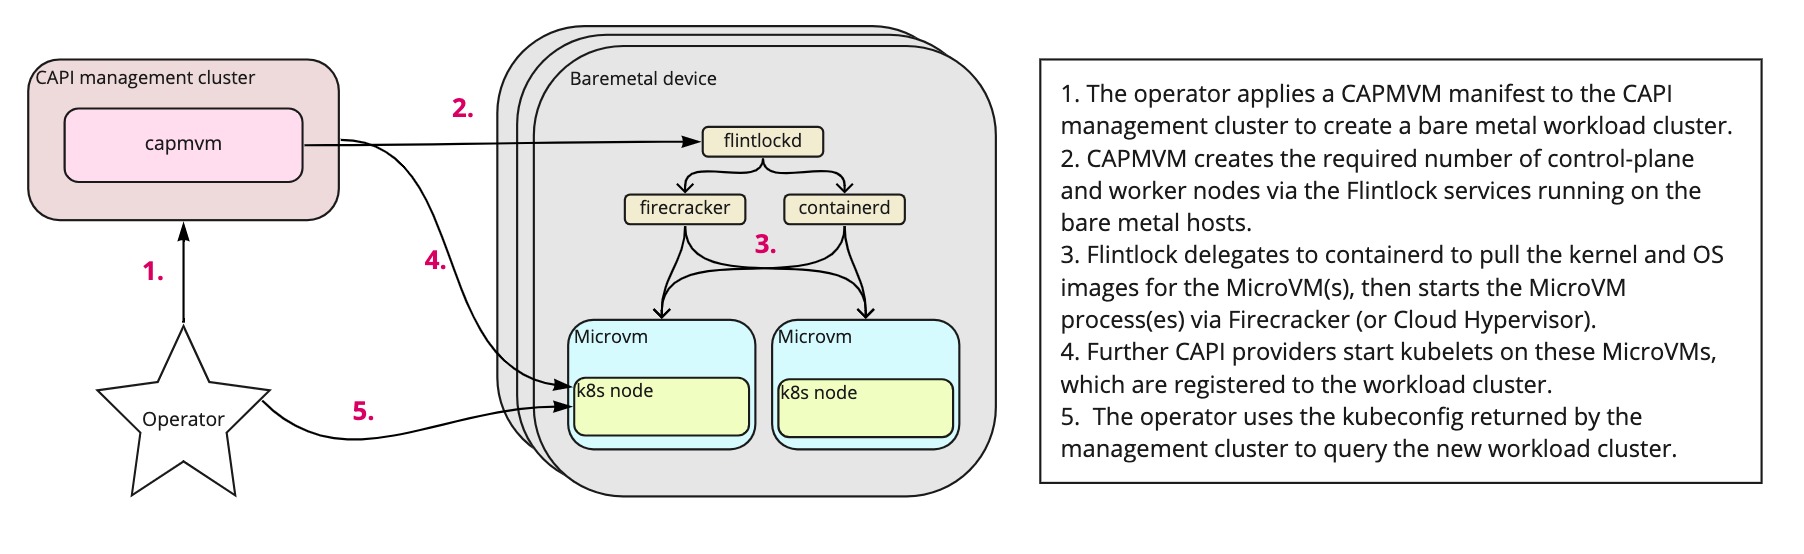 CAPI management cluster
capmvm
1.
Operator
2.
4.
5.
Baremetal device
flintlockd
firecracker
containerd
3.
Microvm
k8s node
Microvm
k8s node
1. The operator applies a CAPMVM manifest to the CAPI
management cluster to create a bare metal workload cluster.
2. CAPMVM creates the required number of control-plane
and worker nodes via the Flintlock services running on the
bare metal hosts.
3. Flintlock delegates to containerd to pull the kernel and OS
images for the MicroVM(s), then starts the MicroVM
process(es) via Firecracker (or Cloud Hypervisor).
4. Further CAPI providers start kubelets on these MicroVMs,
which are registered to the workload cluster.
5.  The operator uses the kubeconfig returned by the
management cluster to query the new workload cluster.